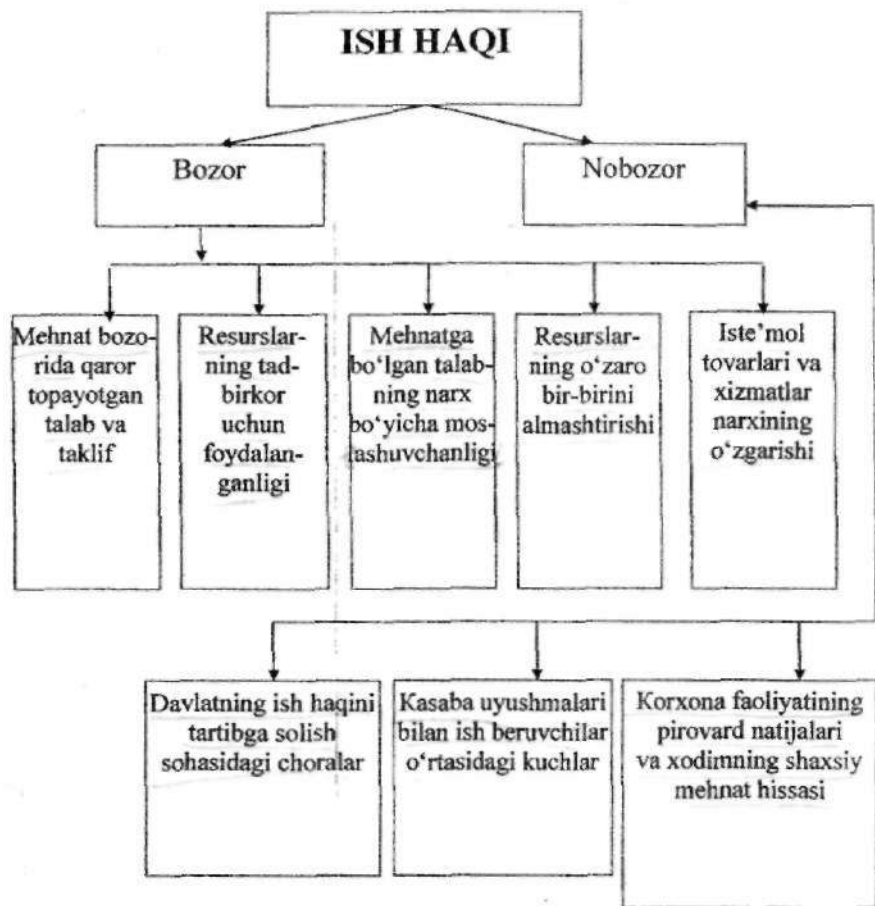 ISH HAQI
Bozor
Nobozor
Mehnat bozo-
rida qaror
topayotgan
talab va
taklif
Resurslar-
ning tad-
birkor
uchun
foydalan-
ganligi
Mehnatga
bo‘lgan talab-
ning narx
bo‘yicha mos-
lashuvchanligi
Resurslar-
ning o‘zaro
bir-birini
almashtirishi
Iste’mol
tovarlari va
xizmatlar
narxining
o‘zgarishi
Davlatning ish haqini
tartibga solish
sohasidagi choralar
Kasaba uyushmalari
bilan ish beruvchilar
o‘rtasidagi kuchlar
Korxona faoliyatining
pirovard natijalari
va xodimning shaxsiy
mehnat hissasi